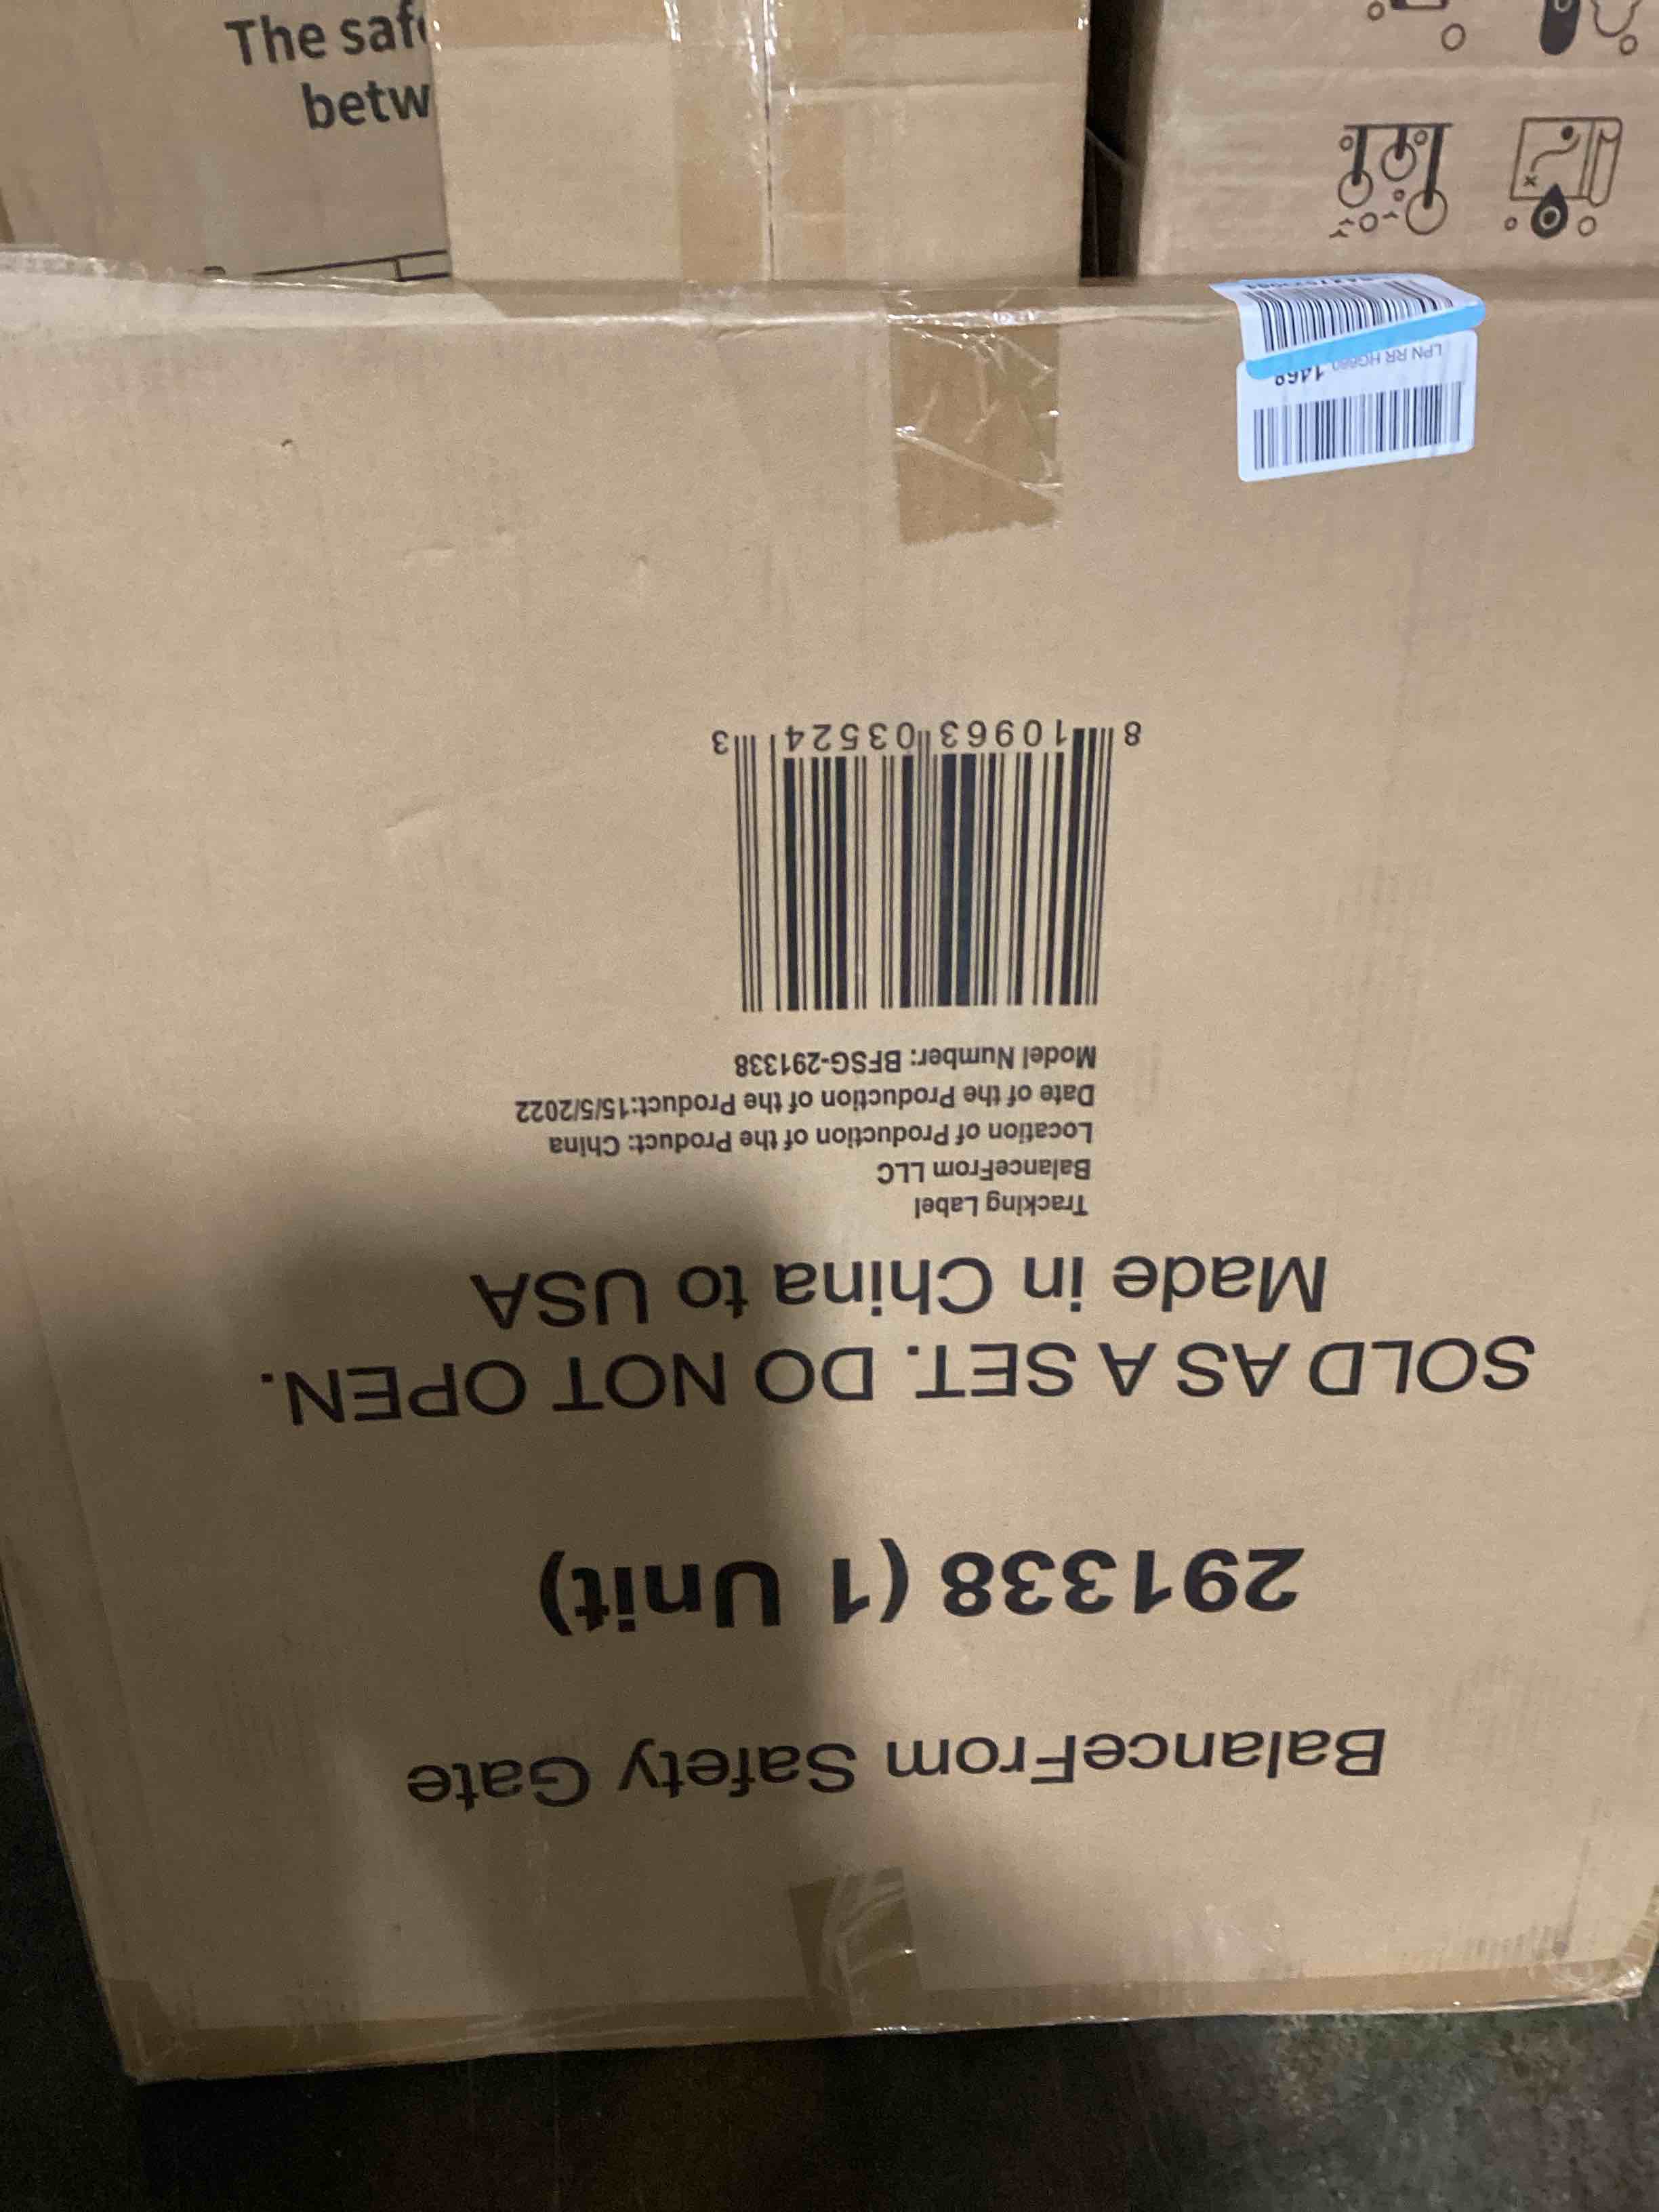 The saf
betw
BalanceFrom Safety Gate
291338 (1 Unit)
SOLD AS A SET. DO NOT OPEN.
Made in China to USA
Tracking Label
BalanceFrom LLC
Location of Production of the Product: China
Date of the Production of the Product:15/5/2022
Model Number: BFSG-291338
8 10963 03524 3
LPN RR HG660 1468